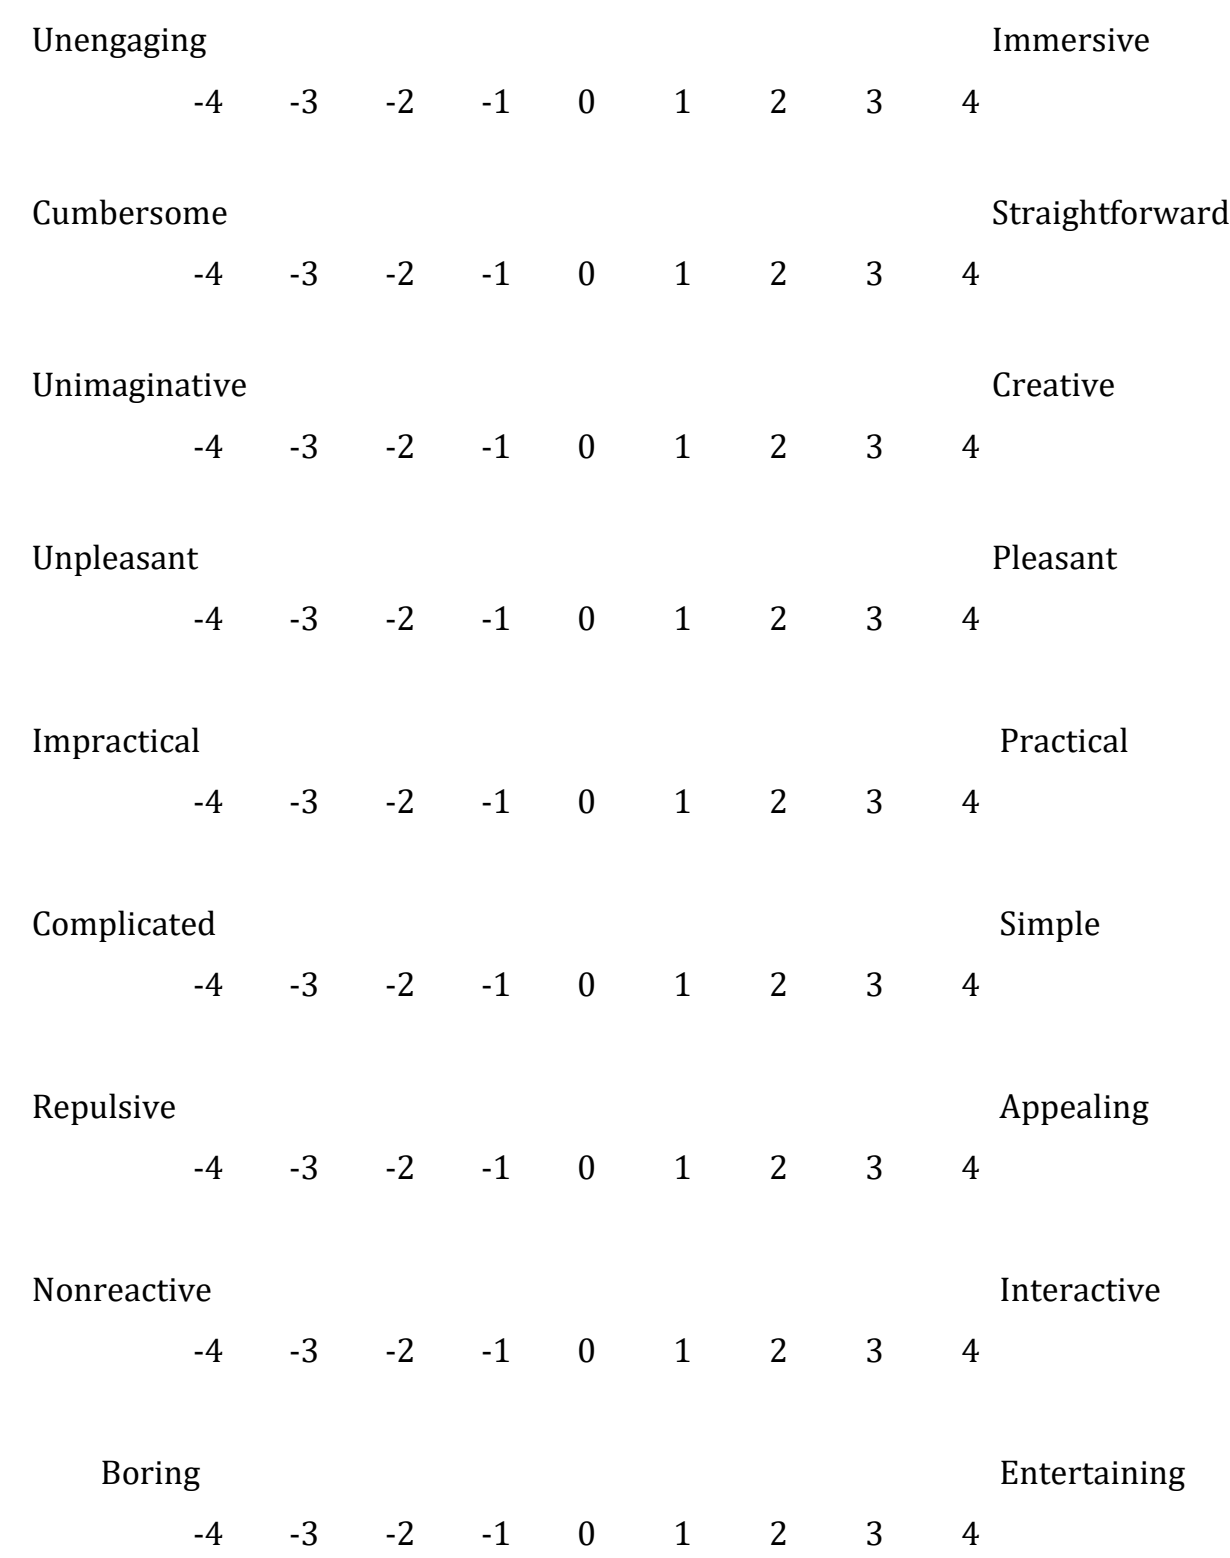 Unengaging Immersive
-4 -3 -2 -1 0 1 2 3 4
Cumbersome Straightforward
-4 -3 -2 -1 0 1 2 3 4
Unimaginative Creative
-4 -3 -2 -1 0 1 2 3 4
Unpleasant Pleasant
-4 -3 -2 -1 0 1 2 3 4
Impractical Practical
-4 -3 -2 -1 0 1 2 3 4
Complicated Simple
-4 -3 -2 -1 0 1 2 3 4
Repulsive Appealing
-4 -3 -2 -1 0 1 2 3 4
Nonreactive Interactive
-4 -3 -2 -1 0 1 2 3 4
Boring Entertaining
-4 -3 -2 -1 0 1 2 3 4